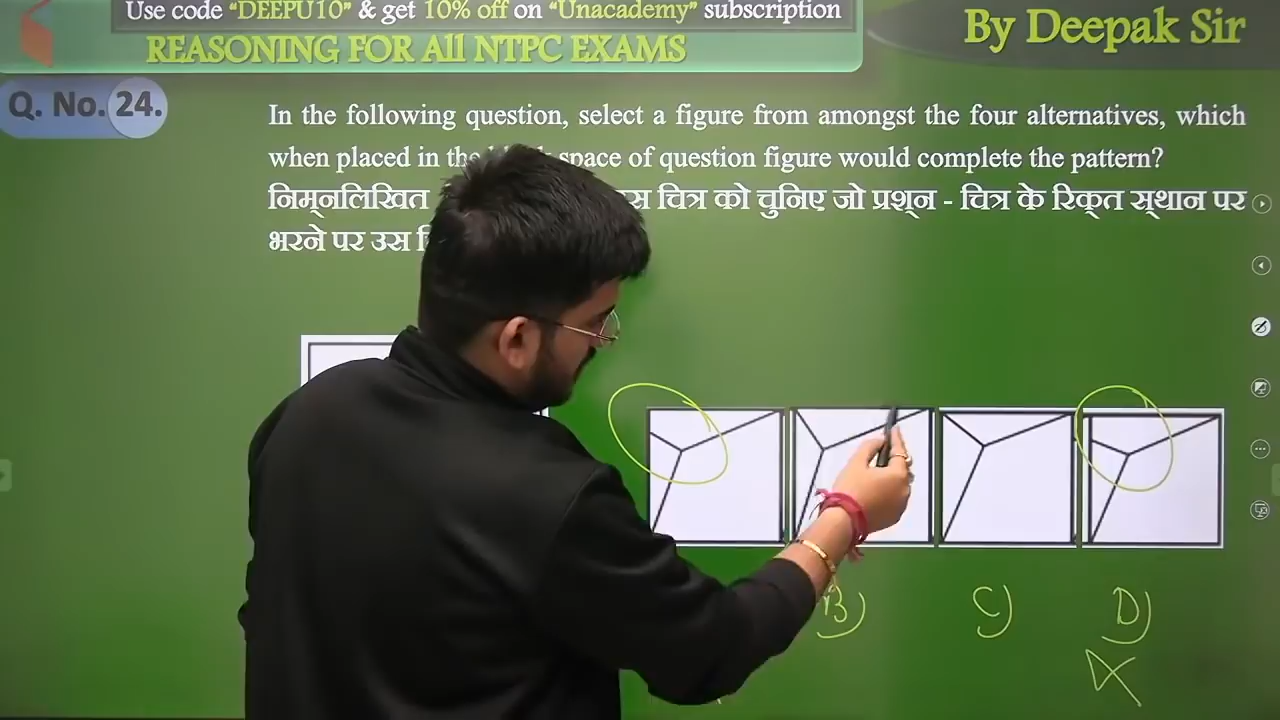 Use code “DEEPU10” & get 10% off on “Unacademy” subscription
REASONING FOR All NTPC EXAMS
By Deepak Sir
Q. No. 24.
In the following question, select a figure from amongst the four alternatives, which
when placed in the space of question figure would complete the pattern?
निम्नलिखित चित्र को चुनिए जो प्रश्न - चित्र के रिक्त स्थान पर
भरने पर उस
B) C) D)